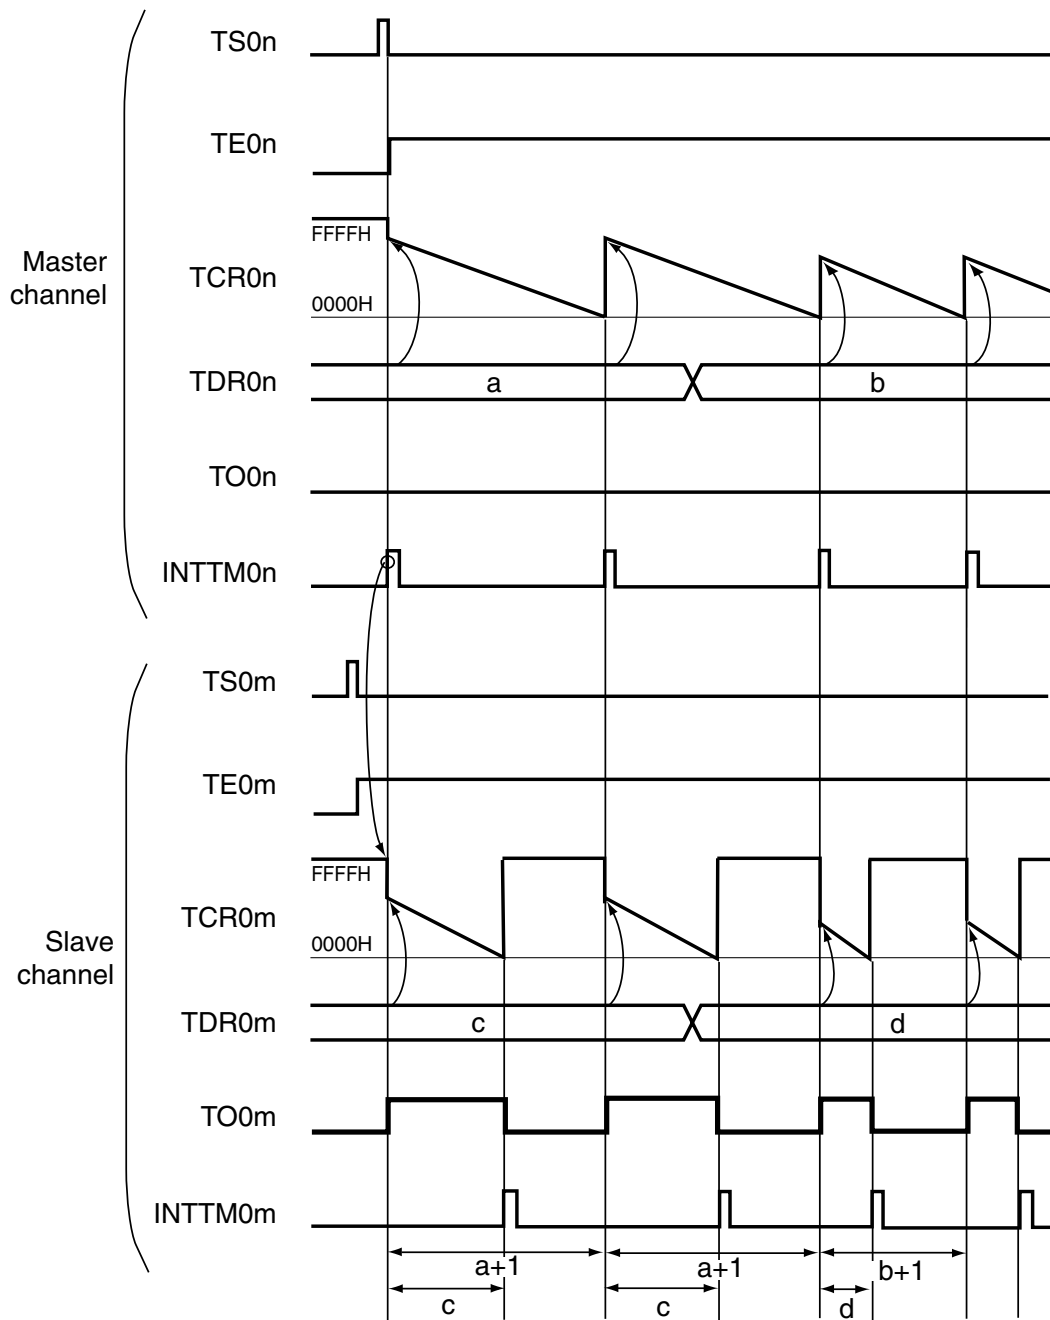 TS0n
TE0n
FFFFH
TCR0n
0000H
Master
channel
TDR0n
a
b
TO0n
INTTM0n
TS0m
TE0m
FFFFH
TCR0m
0000H
Slave
channel
TDR0m
c
d
TO0m
INTTM0m
a+1
a+1
b+1
c
c
d